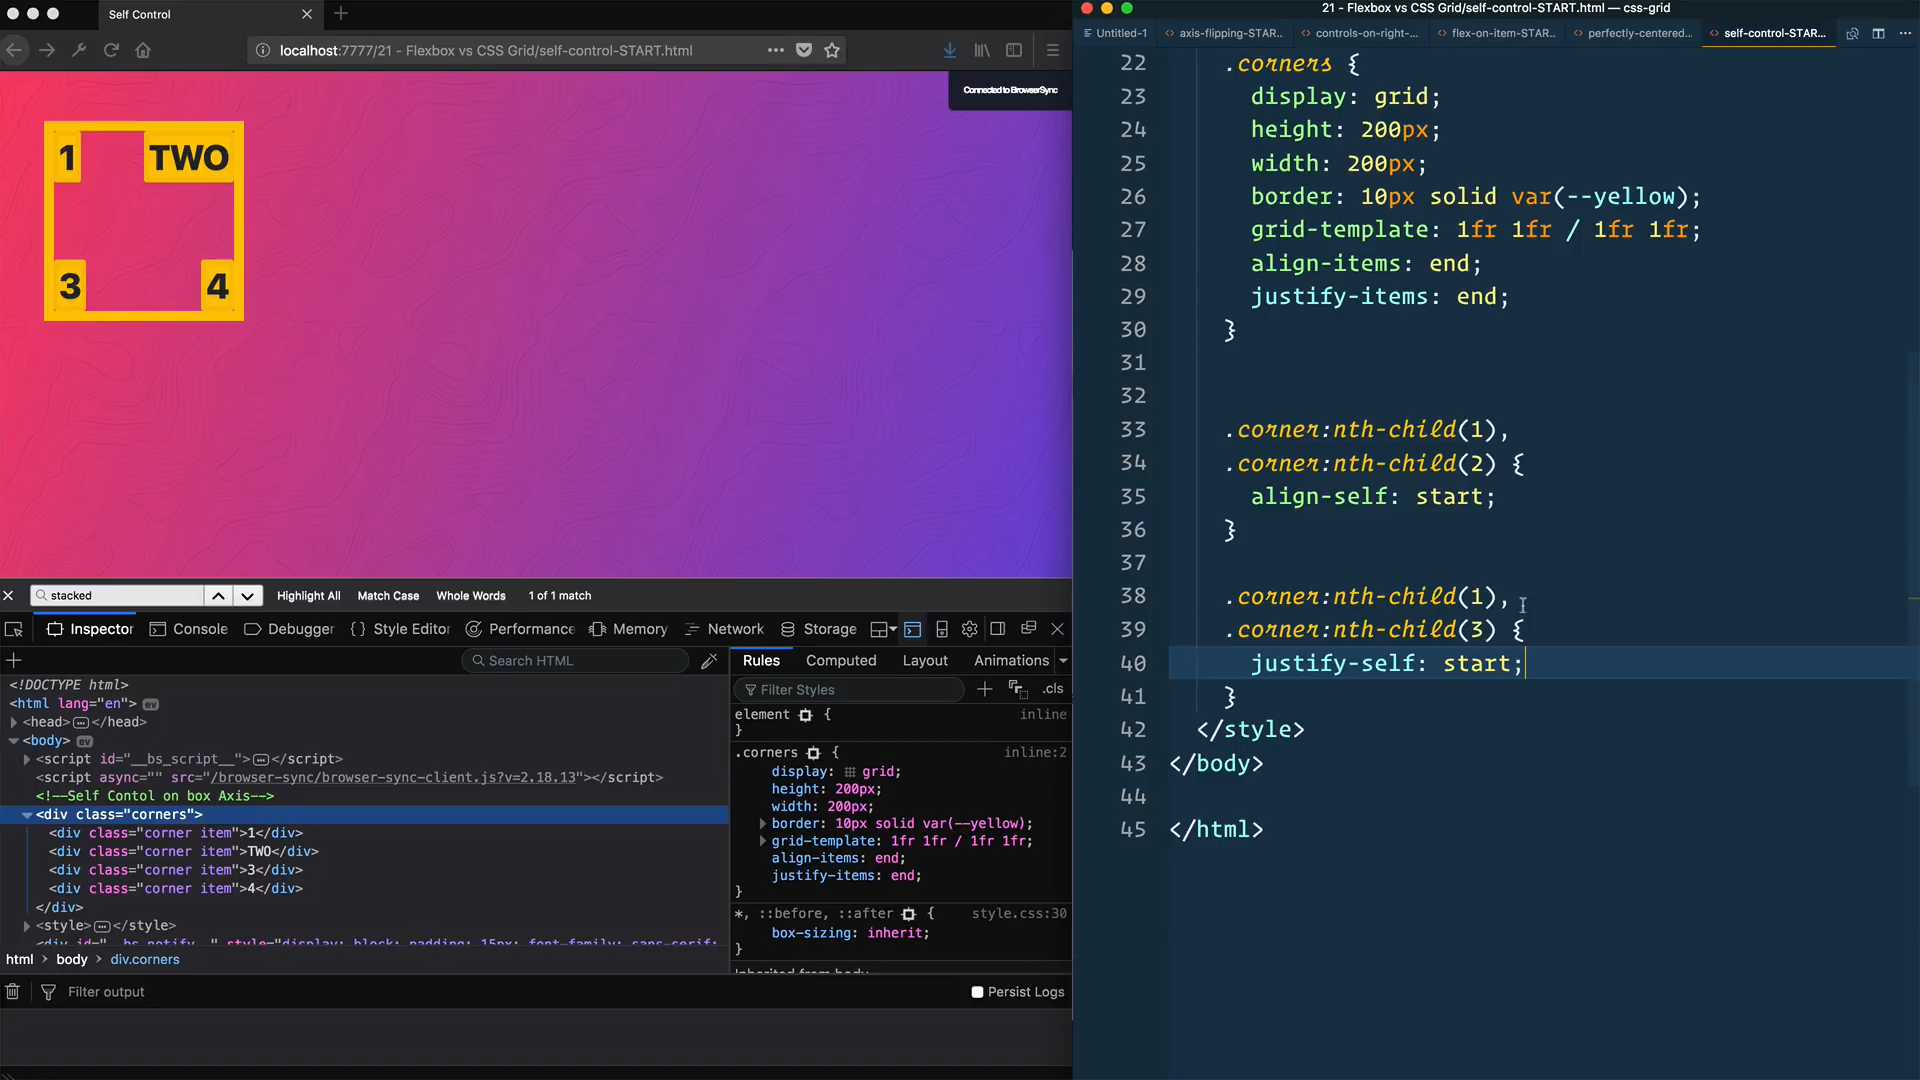 Self Control
localhost:7777/21 - Flexbox vs CSS Grid/self-control-START.html
Connected to BrowserSync
1
TWO
3
4
stacked
Highlight All
Match Case
Whole Words
1 of 1 match
Inspector
Console
Debugger
Style Editor
Performance
Memory
Network
Storage
Search HTML
<!DOCTYPE html>
<html lang="en"> ev
<head></head>
<body> ev
<script id="__bs_script__"></script>
<script async="" src="/browser-sync/browser-sync-client.js?v=2.18.13"></script>
<!--Self Contol on box Axis-->
<div class="corners">
<div class="corner item">1</div>
<div class="corner item">TWO</div>
<div class="corner item">3</div>
<div class="corner item">4</div>
</div>
<style></style>
html
body
div.corners
Rules
Computed
Layout
Animations
Filter Styles
.cls
element {
inline
}
.corners {
inline:2
display: grid;
height: 200px;
width: 200px;
border: 10px solid var(--yellow);
grid-template: 1fr 1fr / 1fr 1fr;
align-items: end;
justify-items: end;
}
*, ::before, ::after {
style.css:30
box-sizing: inherit;
}
Inherited from body
Filter output
Persist Logs
21 - Flexbox vs CSS Grid/self-control-START.html — css-grid
Untitled-1
axis-flipping-STAR...
controls-on-right-...
flex-on-item-STAR...
perfectly-centered...
self-control-STAR...
22 .corners {
23 display: grid;
24 height: 200px;
25 width: 200px;
26 border: 10px solid var(--yellow);
27 grid-template: 1fr 1fr / 1fr 1fr;
28 align-items: end;
29 justify-items: end;
30 }
31
32
33 .corner:nth-child(1),
34 .corner:nth-child(2) {
35 align-self: start;
36 }
37
38 .corner:nth-child(1),
39 .corner:nth-child(3) {
40 justify-self: start;
41 }
42 </style>
43 </body>
44
45 </html>